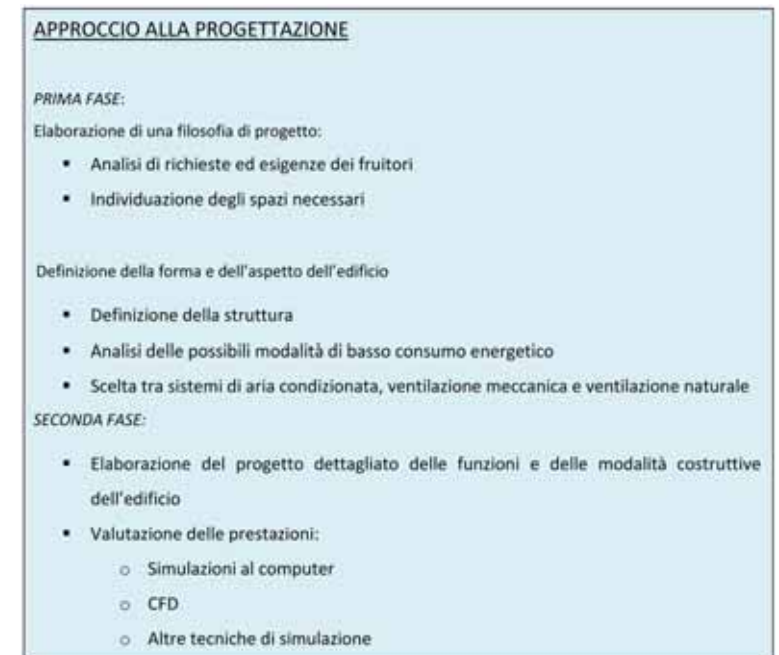 APPROCCIO ALLA PROGETTAZIONE
PRIMA FASE:
Elaborazione di una filosofia di progetto:
▪ Analisi di richieste ed esigenze dei fruitori
▪ Individuazione degli spazi necessari
Definizione della forma e dell'aspetto dell'edificio
▪ Definizione della struttura
▪ Analisi delle possibili modalità di basso consumo energetico
▪ Scelta tra sistemi di aria condizionata, ventilazione meccanica e ventilazione naturale
SECONDA FASE:
▪ Elaborazione del progetto dettagliato delle funzioni e delle modalità costruttive
dell'edificio
▪ Valutazione delle prestazioni:
o Simulazioni al computer
o CFD
o Altre tecniche di simulazione